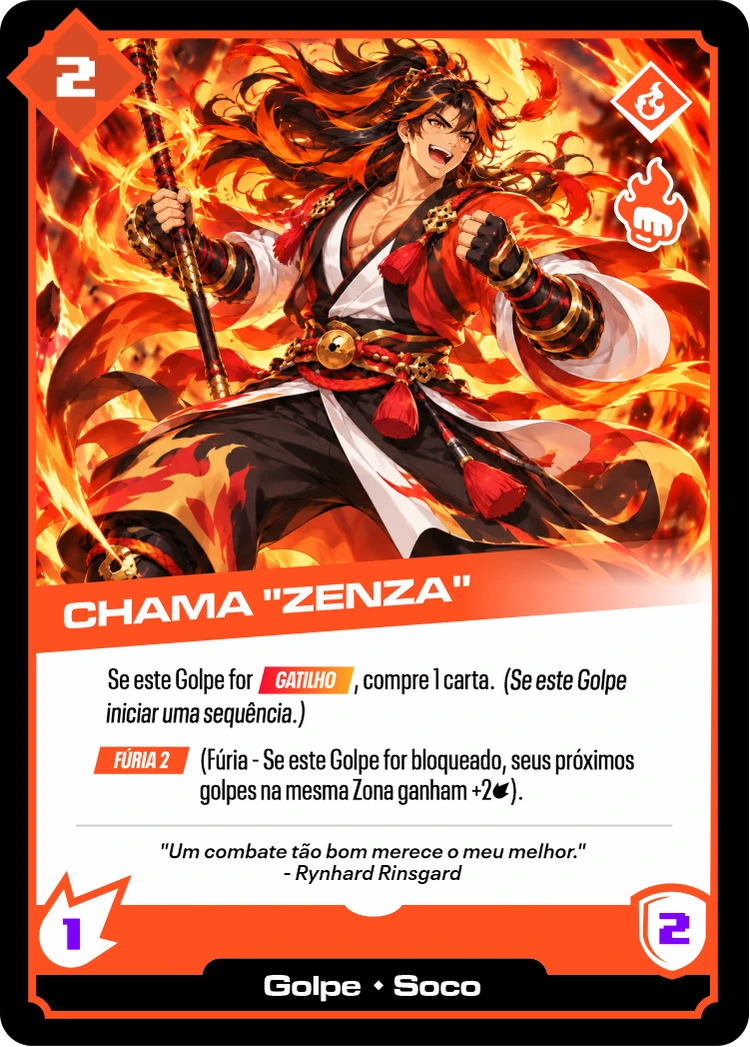 2
CHAMA "ZENZA"
Se este Golpe for GATILHO, compre 1 carta. (Se este Golpe
iniciar uma sequência.)
FÚRIA 2 (Fúria - Se este Golpe for bloqueado, seus próximos
golpes na mesma Zona ganham +2).
"Um combate tão bom merece o meu melhor."
- Rynhard Rinsgard
1
2
Golpe • Soco